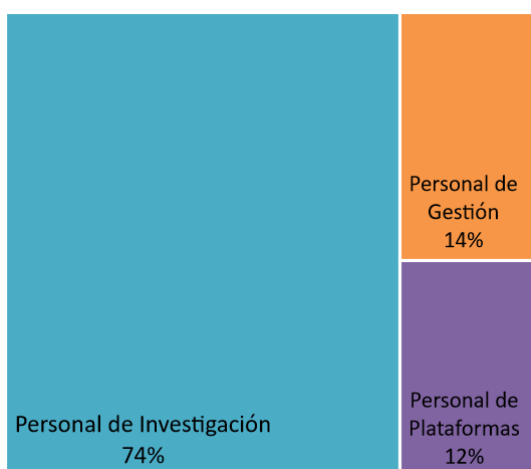 Personal de Investigación
74%
Personal de
Gestión
14%
Personal de
Plataformas
12%